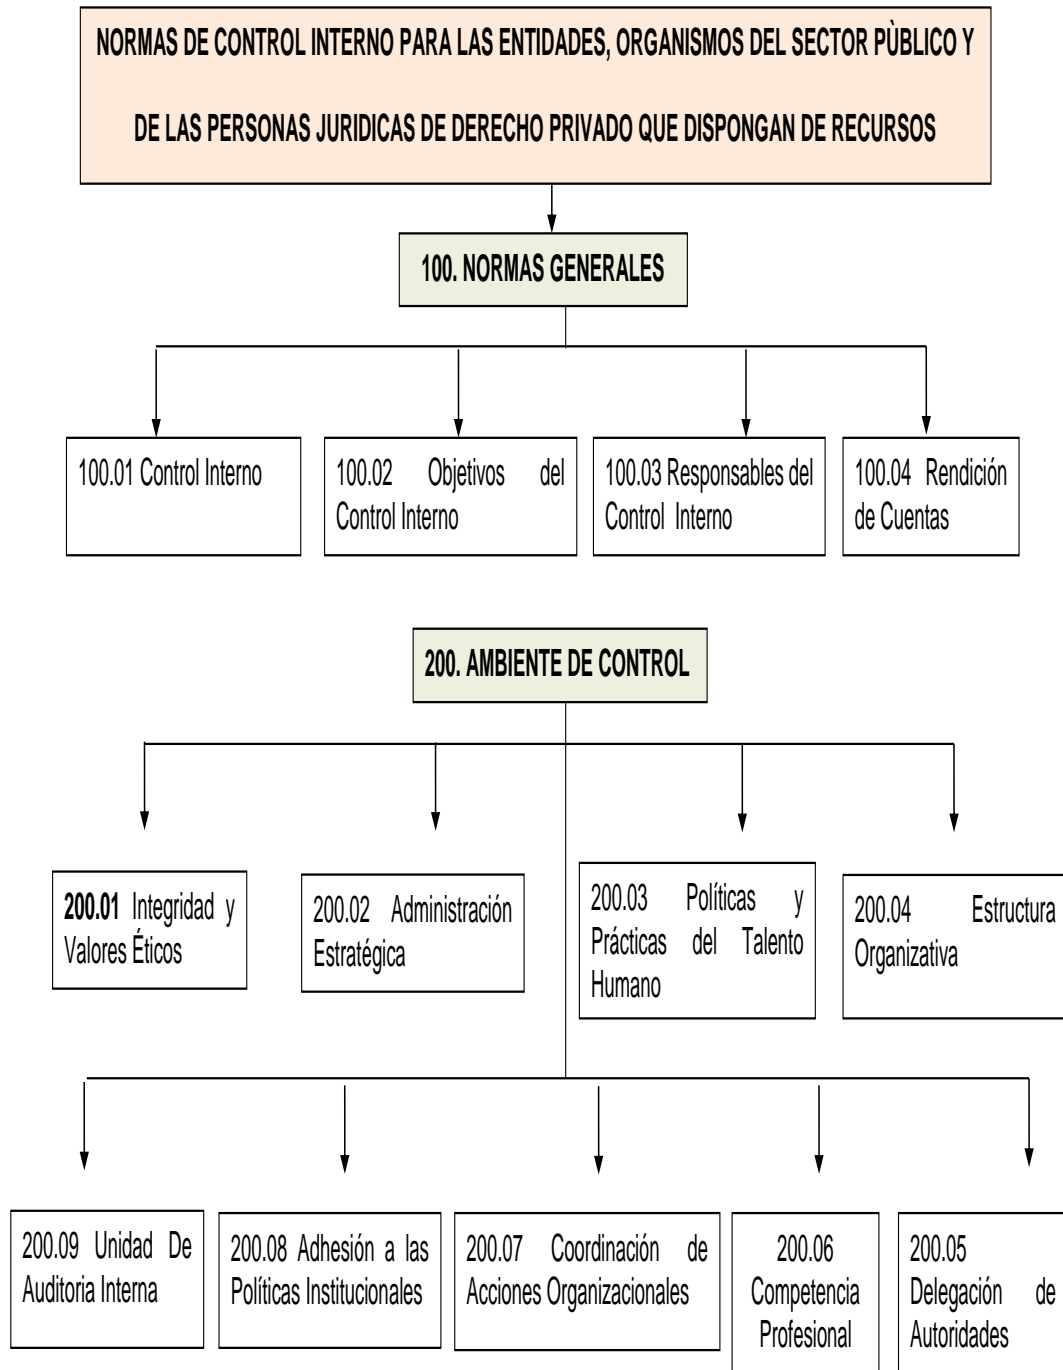 NORMAS DE CONTROL INTERNO PARA LAS ENTIDADES, ORGANISMOS DEL SECTOR PÙBLICO Y
DE LAS PERSONAS JURIDICAS DE DERECHO PRIVADO QUE DISPONGAN DE RECURSOS
100. NORMAS GENERALES
100.01 Control Interno
100.02 Objetivos del
Control Interno
100.03 Responsables del
Control Interno
100.04 Rendición
de Cuentas
200. AMBIENTE DE CONTROL
200.01 Integridad y
Valores Éticos
200.02 Administración
Estratégica
200.03 Políticas y
Prácticas del Talento
Humano
200.04 Estructura
Organizativa
200.09 Unidad De
Auditoria Interna
200.08 Adhesión a las
Políticas Institucionales
200.07 Coordinación de
Acciones Organizacionales
200.06
Competencia
Profesional
200.05
Delegación de
Autoridades